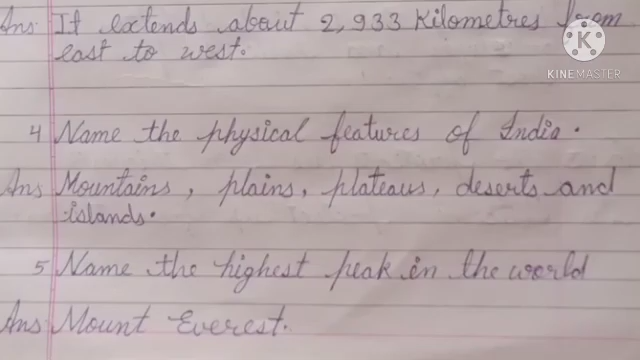 Ans It extends about 2,933 Kilometres from
east to west.
4 Name the physical features of India.
Ans Mountains, plains, plateaus, deserts and
islands.
5 Name the highest peak in the world
Ans Mount Everest.
K
KINEMASTER